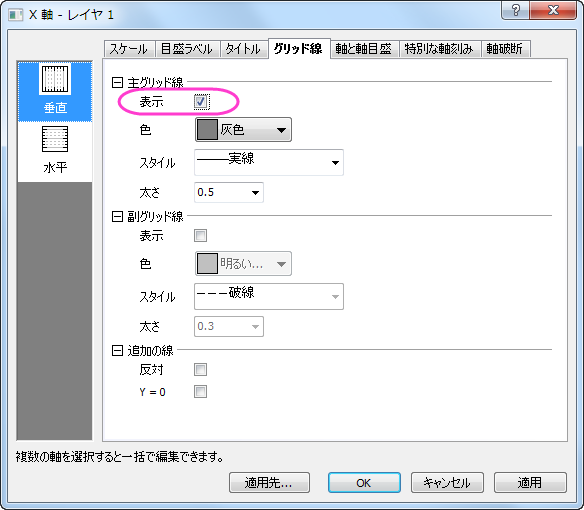 X 軸 - レイヤ 1
スケール 目盛ラベル タイトル グリッド線 軸と軸目盛 特別な軸刻み 軸破断
垂直
水平
主グリッド線
表示
色 灰色
スタイル 実線
太さ 0.5
副グリッド線
表示
色 明るい...
スタイル 破線
太さ 0.3
追加の線
反対
Y = 0
複数の軸を選択すると一括で編集できます。
適用先... OK キャンセル 適用